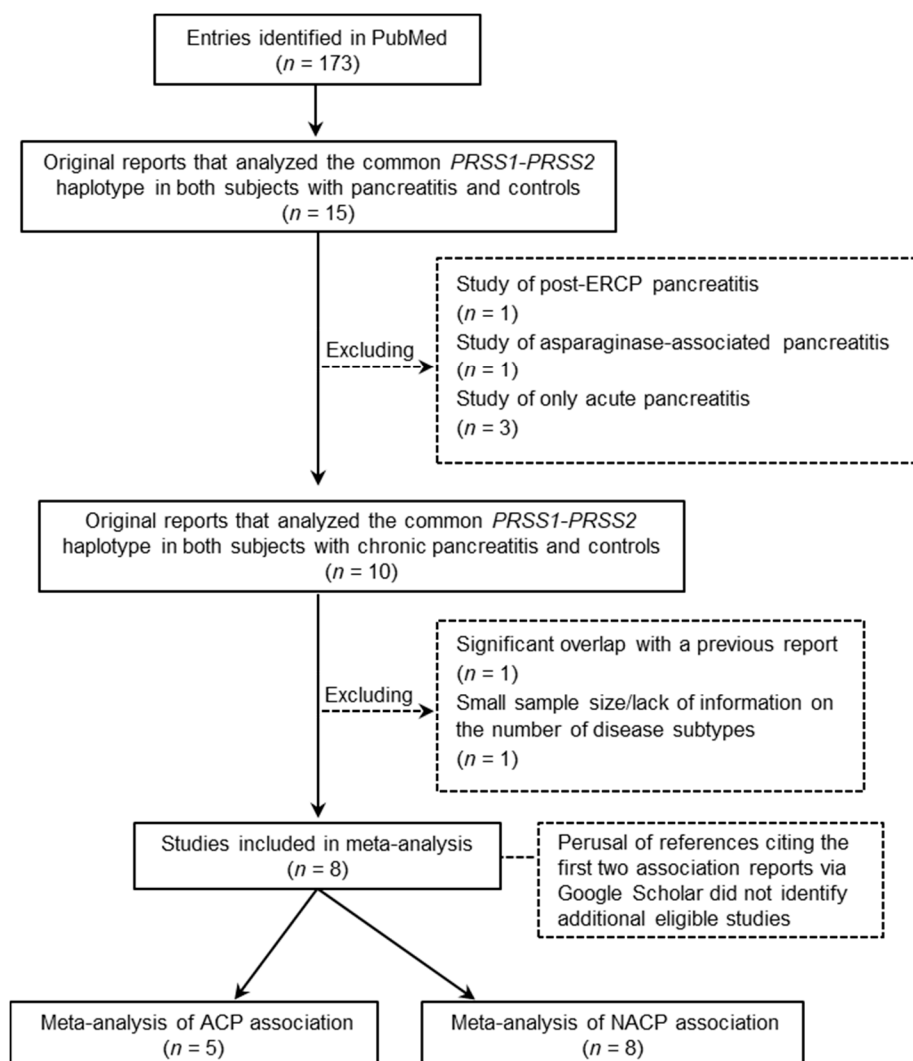 Entries identified in PubMed
(n = 173)
Original reports that analyzed the common PRSS1-PRSS2
haplotype in both subjects with pancreatitis and controls
(n = 15)
Excluding
Study of post-ERCP pancreatitis
(n = 1)
Study of asparaginase-associated pancreatitis
(n = 1)
Study of only acute pancreatitis
(n = 3)
Original reports that analyzed the common PRSS1-PRSS2
haplotype in both subjects with chronic pancreatitis and controls
(n = 10)
Excluding
Significant overlap with a previous report
(n = 1)
Small sample size/lack of information on
the number of disease subtypes
(n = 1)
Studies included in meta-analysis
(n = 8)
Perusal of references citing the
first two association reports via
Google Scholar did not identify
additional eligible studies
Meta-analysis of ACP association
(n = 5)
Meta-analysis of NACP association
(n = 8)